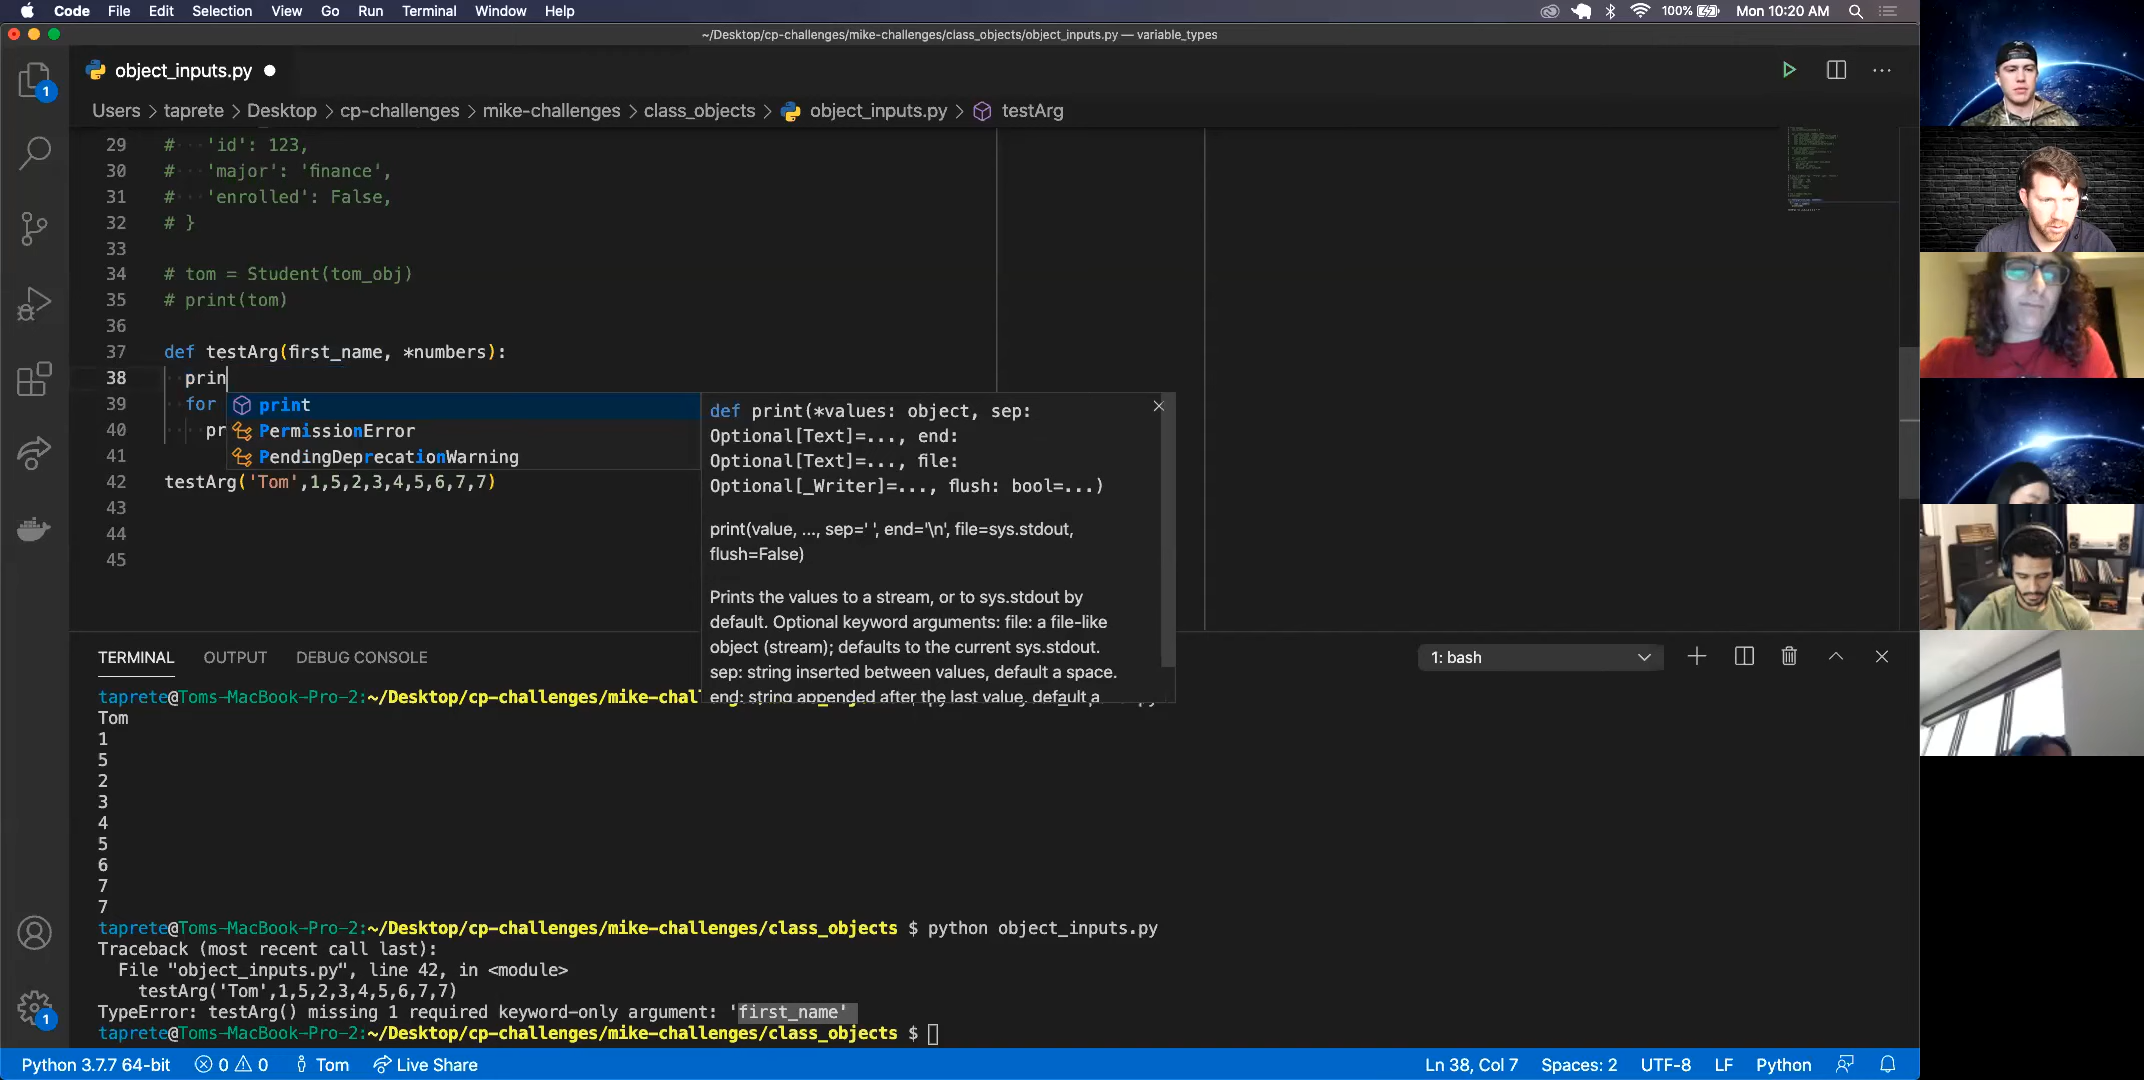 Code File Edit Selection View Go Run Terminal Window Help 100% Mon 10:20 AM
~/Desktop/cp-challenges/mike-challenges/class_objects/object_inputs.py — variable_types
object_inputs.py
1
Users > taprete > Desktop > cp-challenges > mike-challenges > class_objects > object_inputs.py > testArg
29 # 'id': 123,
30 # 'major': 'finance',
31 # 'enrolled': False,
32 # }
33
34 # tom = Student(tom_obj)
35 # print(tom)
36
37 def testArg(first_name, *numbers):
38 prin
39 for
40 pr
41
42 testArg('Tom',1,5,2,3,4,5,6,7,7)
43
44
45
print
PermissionError
PendingDeprecationWarning
def print(*values: object, sep:
Optional[Text]=..., end:
Optional[Text]=..., file:
Optional[_Writer]=..., flush: bool=...)
print(value, ..., sep=' ', end='\n', file=sys.stdout,
flush=False)
Prints the values to a stream, or to sys.stdout by
default. Optional keyword arguments: file: a file-like
object (stream); defaults to the current sys.stdout.
sep: string inserted between values, default a space.
end: string appended after the last value, default a
TERMINAL OUTPUT DEBUG CONSOLE 1: bash
taprete@Toms-MacBook-Pro-2:~/Desktop/cp-challenges/mike-chal
Tom
1
5
2
3
4
5
6
7
7
taprete@Toms-MacBook-Pro-2:~/Desktop/cp-challenges/mike-challenges/class_objects $ python object_inputs.py
Traceback (most recent call last):
File "object_inputs.py", line 42, in <module>
testArg('Tom',1,5,2,3,4,5,6,7,7)
TypeError: testArg() missing 1 required keyword-only argument: 'first_name'
taprete@Toms-MacBook-Pro-2:~/Desktop/cp-challenges/mike-challenges/class_objects $
1
Python 3.7.7 64-bit 0 0 Tom Live Share Ln 38, Col 7 Spaces: 2 UTF-8 LF Python